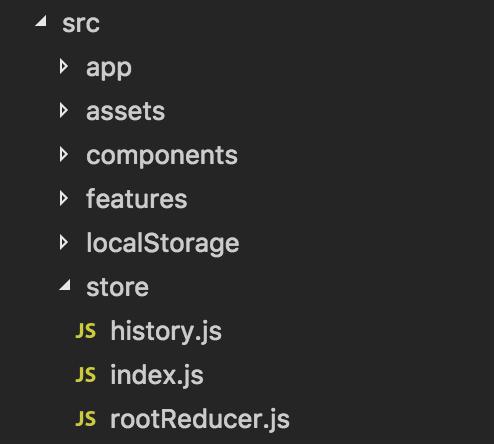 src
app
assets
components
features
localStorage
store
JS history.js
JS index.js
JS rootReducer.js